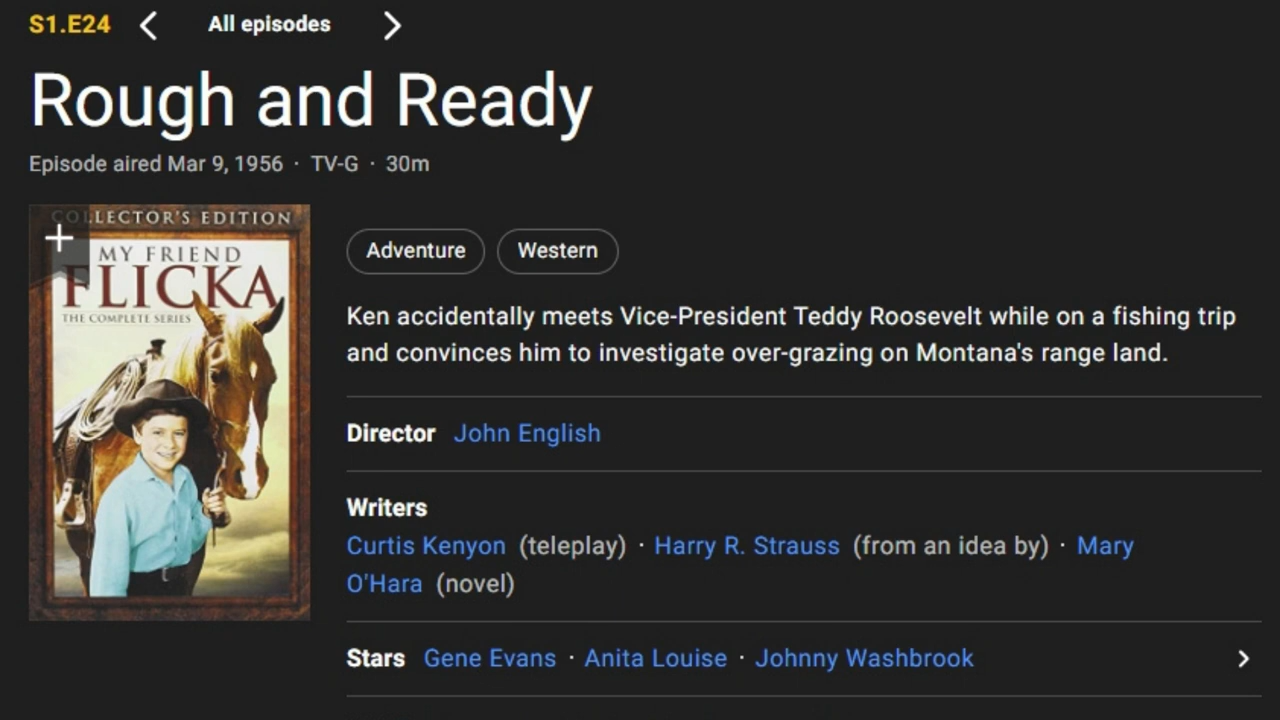 S1.E24 All episodes
Rough and Ready
Episode aired Mar 9, 1956 · TV-G · 30m
COLLECTOR'S EDITION
MY FRIEND
FLICKA
THE COMPLETE SERIES
Adventure Western
Ken accidentally meets Vice-President Teddy Roosevelt while on a fishing trip
and convinces him to investigate over-grazing on Montana's range land.
Director John English
Writers
Curtis Kenyon (teleplay) · Harry R. Strauss (from an idea by) · Mary
O'Hara (novel)
Stars Gene Evans · Anita Louise · Johnny Washbrook